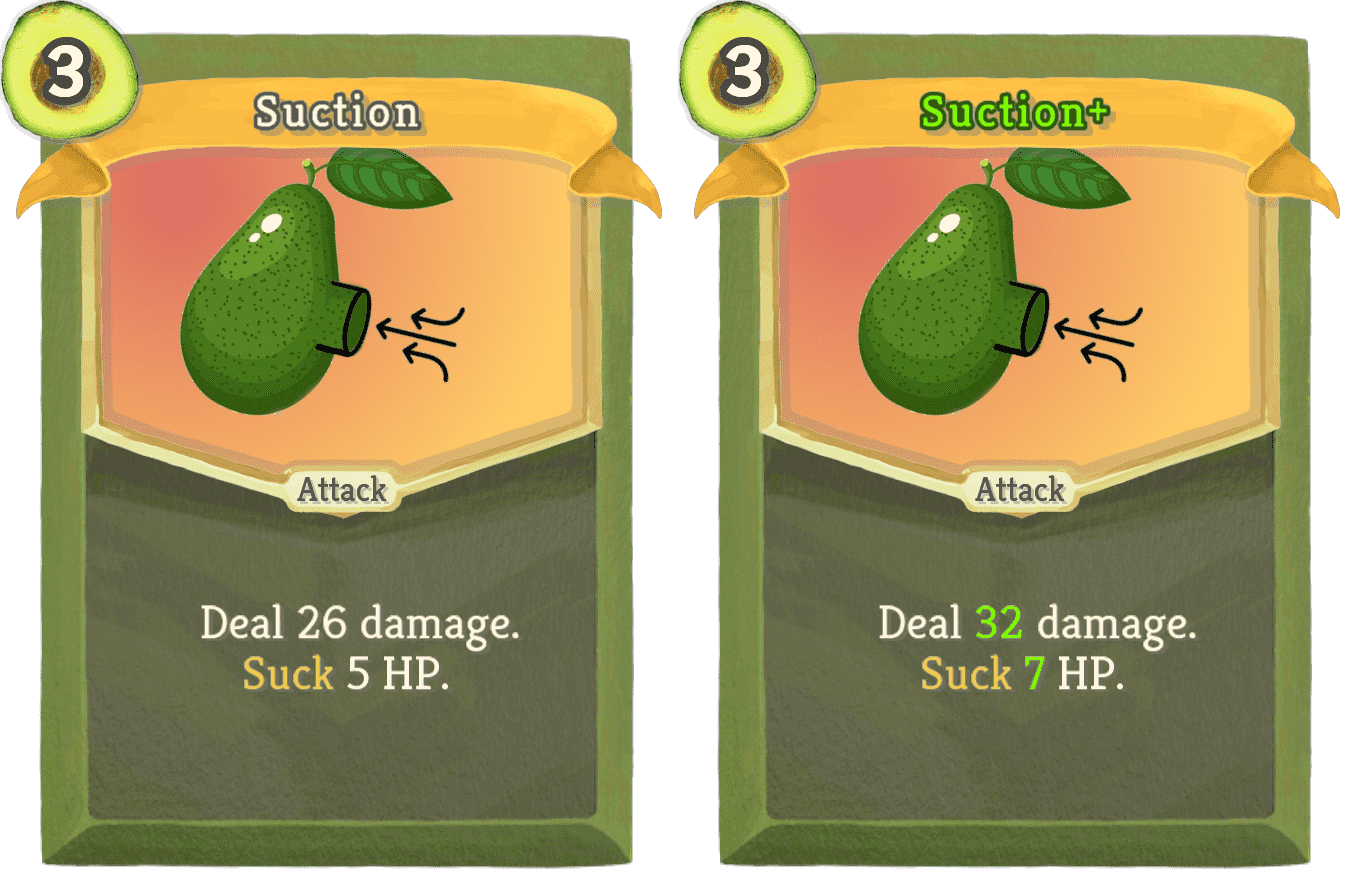 3
Suction
Attack
Deal 26 damage.
Suck 5 HP.
3
Suction+
Attack
Deal 32 damage.
Suck 7 HP.